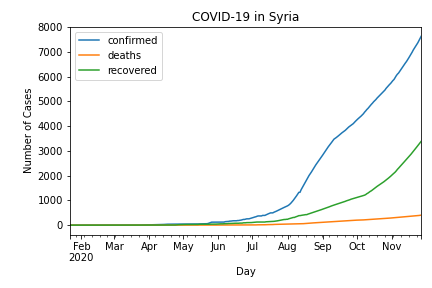 COVID-19 in Syria
8000
7000
6000
5000
4000
3000
2000
1000
0
Number of Cases
confirmed
deaths
recovered
Feb Mar Apr May Jun Jul Aug Sep Oct Nov
2020
Day